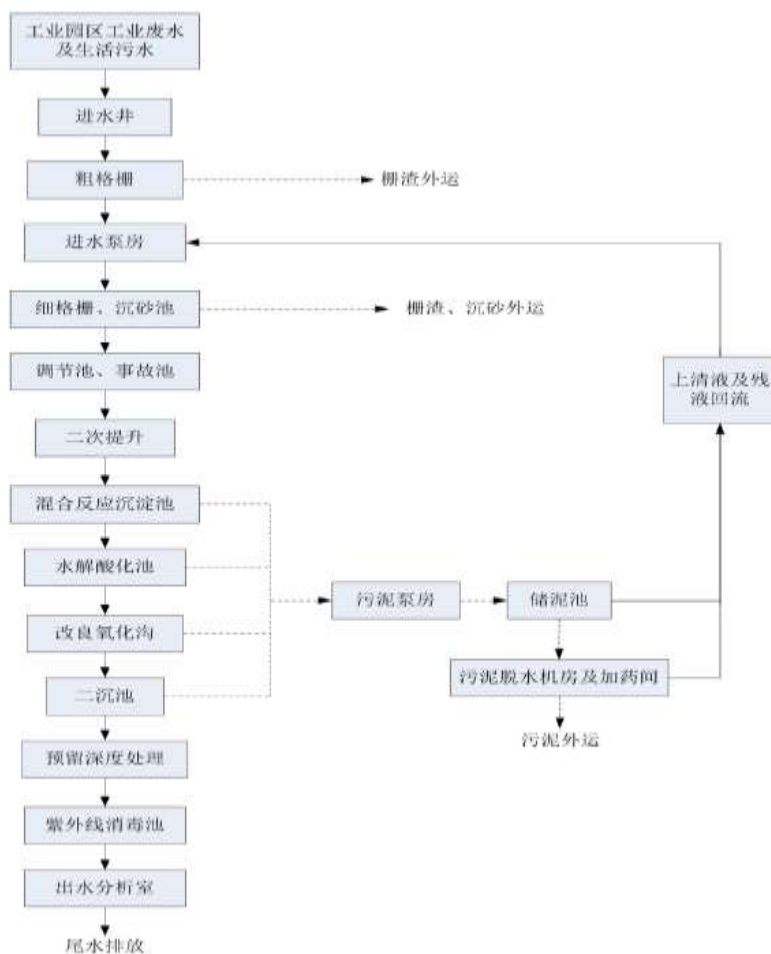 工业园区工业废水
及生活污水
进水井
粗格栅
栅渣外运
进水泵房
细格栅、沉砂池
栅渣、沉砂外运
调节池、事故池
上清液及残
液回流
二次提升
混合反应沉淀池
水解酸化池
污泥泵房
储泥池
改良氧化沟
污泥脱水机房及加药间
二沉池
污泥外运
预留深度处理
紫外线消毒池
出水分析室
尾水排放